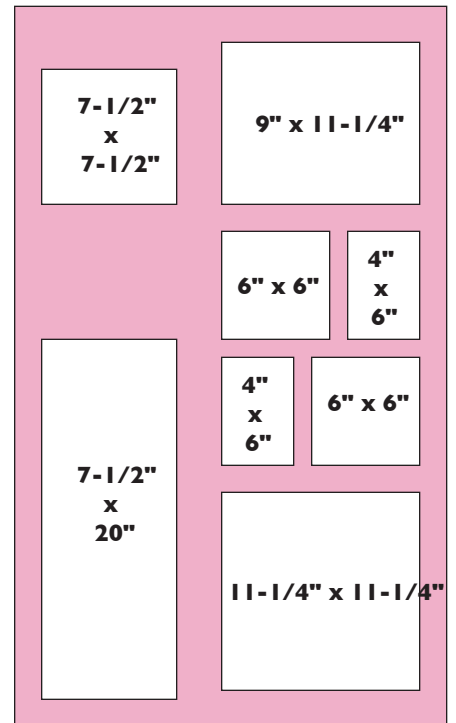 7-1/2"
x
7-1/2"
9" x 11-1/4"
6" x 6"
4"
x
6"
4"
x
6"
6" x 6"
7-1/2"
x
20"
11-1/4" x 11-1/4"